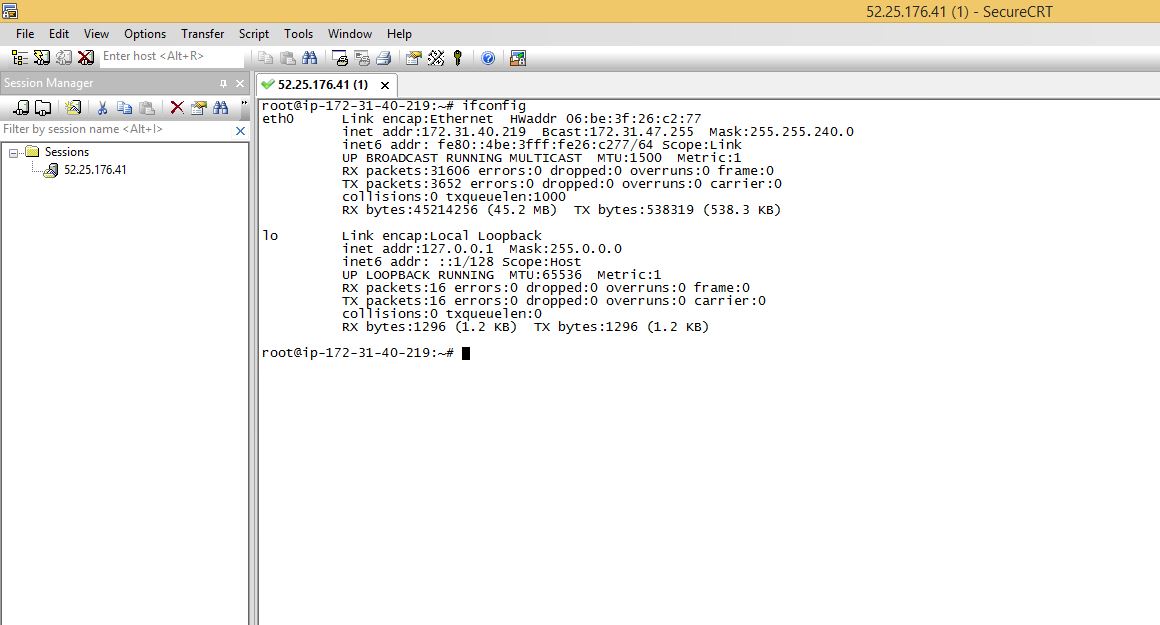 52.25.176.41 (1) - SecureCRT
File Edit View Options Transfer Script Tools Window Help
Enter host <Alt+R>
Session Manager
52.25.176.41 (1)
Filter by session name <Alt+I>
Sessions
52.25.176.41
root@ip-172-31-40-219:~# ifconfig
eth0 Link encap:Ethernet HWaddr 06:be:3f:26:c2:77
inet addr:172.31.40.219 Bcast:172.31.47.255 Mask:255.255.240.0
inet6 addr: fe80::4be:3fff:fe26:c277/64 Scope:Link
UP BROADCAST RUNNING MULTICAST MTU:1500 Metric:1
RX packets:31606 errors:0 dropped:0 overruns:0 frame:0
TX packets:3652 errors:0 dropped:0 overruns:0 carrier:0
collisions:0 txqueuelen:1000
RX bytes:45214256 (45.2 MB) TX bytes:538319 (538.3 KB)
lo Link encap:Local Loopback
inet addr:127.0.0.1 Mask:255.0.0.0
inet6 addr: ::1/128 Scope:Host
UP LOOPBACK RUNNING MTU:65536 Metric:1
RX packets:16 errors:0 dropped:0 overruns:0 frame:0
TX packets:16 errors:0 dropped:0 overruns:0 carrier:0
collisions:0 txqueuelen:0
RX bytes:1296 (1.2 KB) TX bytes:1296 (1.2 KB)
root@ip-172-31-40-219:~#